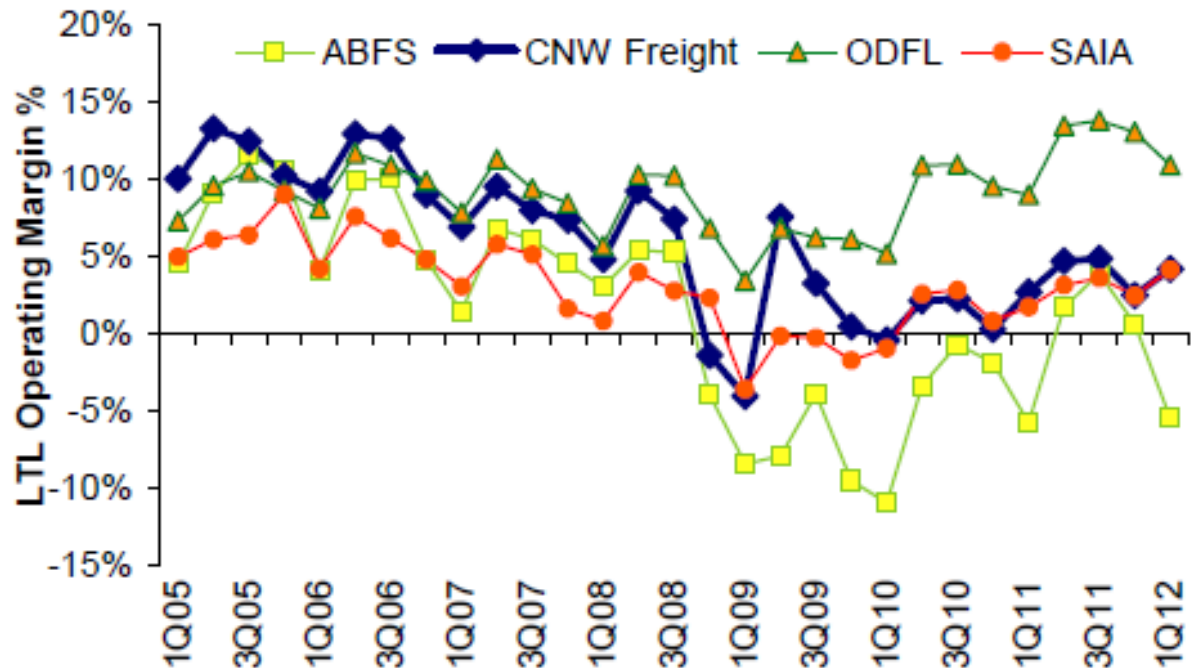 20%
ABFS CNW Freight ODFL SAIA
15%
10%
5%
0%
-5%
-10%
-15%
LTL Operating Margin %
1Q05 3Q05 1Q06 3Q06 1Q07 3Q07 1Q08 3Q08 1Q09 3Q09 1Q10 3Q10 1Q11 3Q11 1Q12